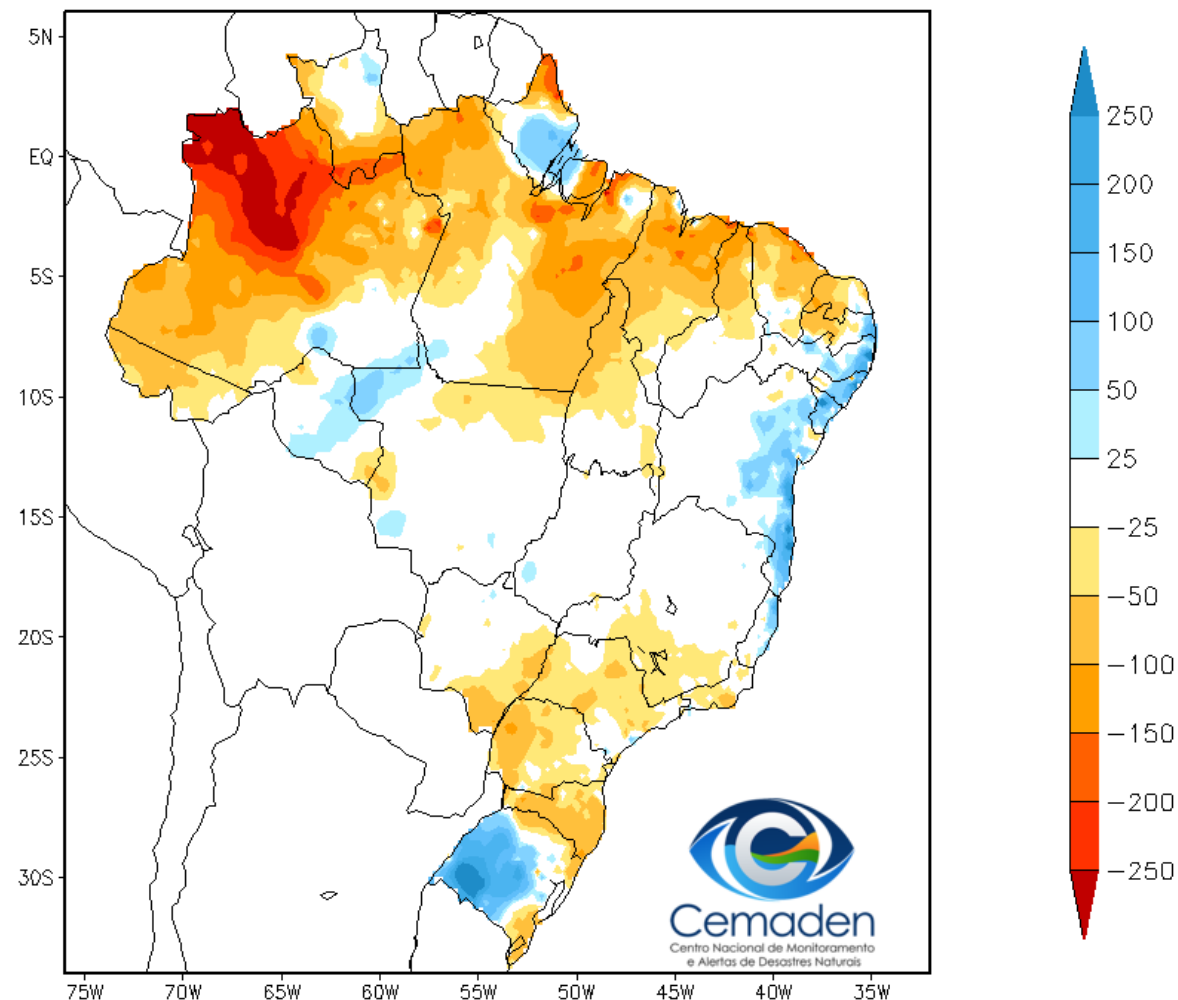 5N
EQ
5S
10S
15S
20S
25S
30S
75W 70W 65W 60W 55W 50W 45W 40W 35W
250
200
150
100
50
25
−25
−50
−100
−150
−200
−250
Cemaden
Centro Nacional de Monitoramento
e Alertas de Desastres Naturais